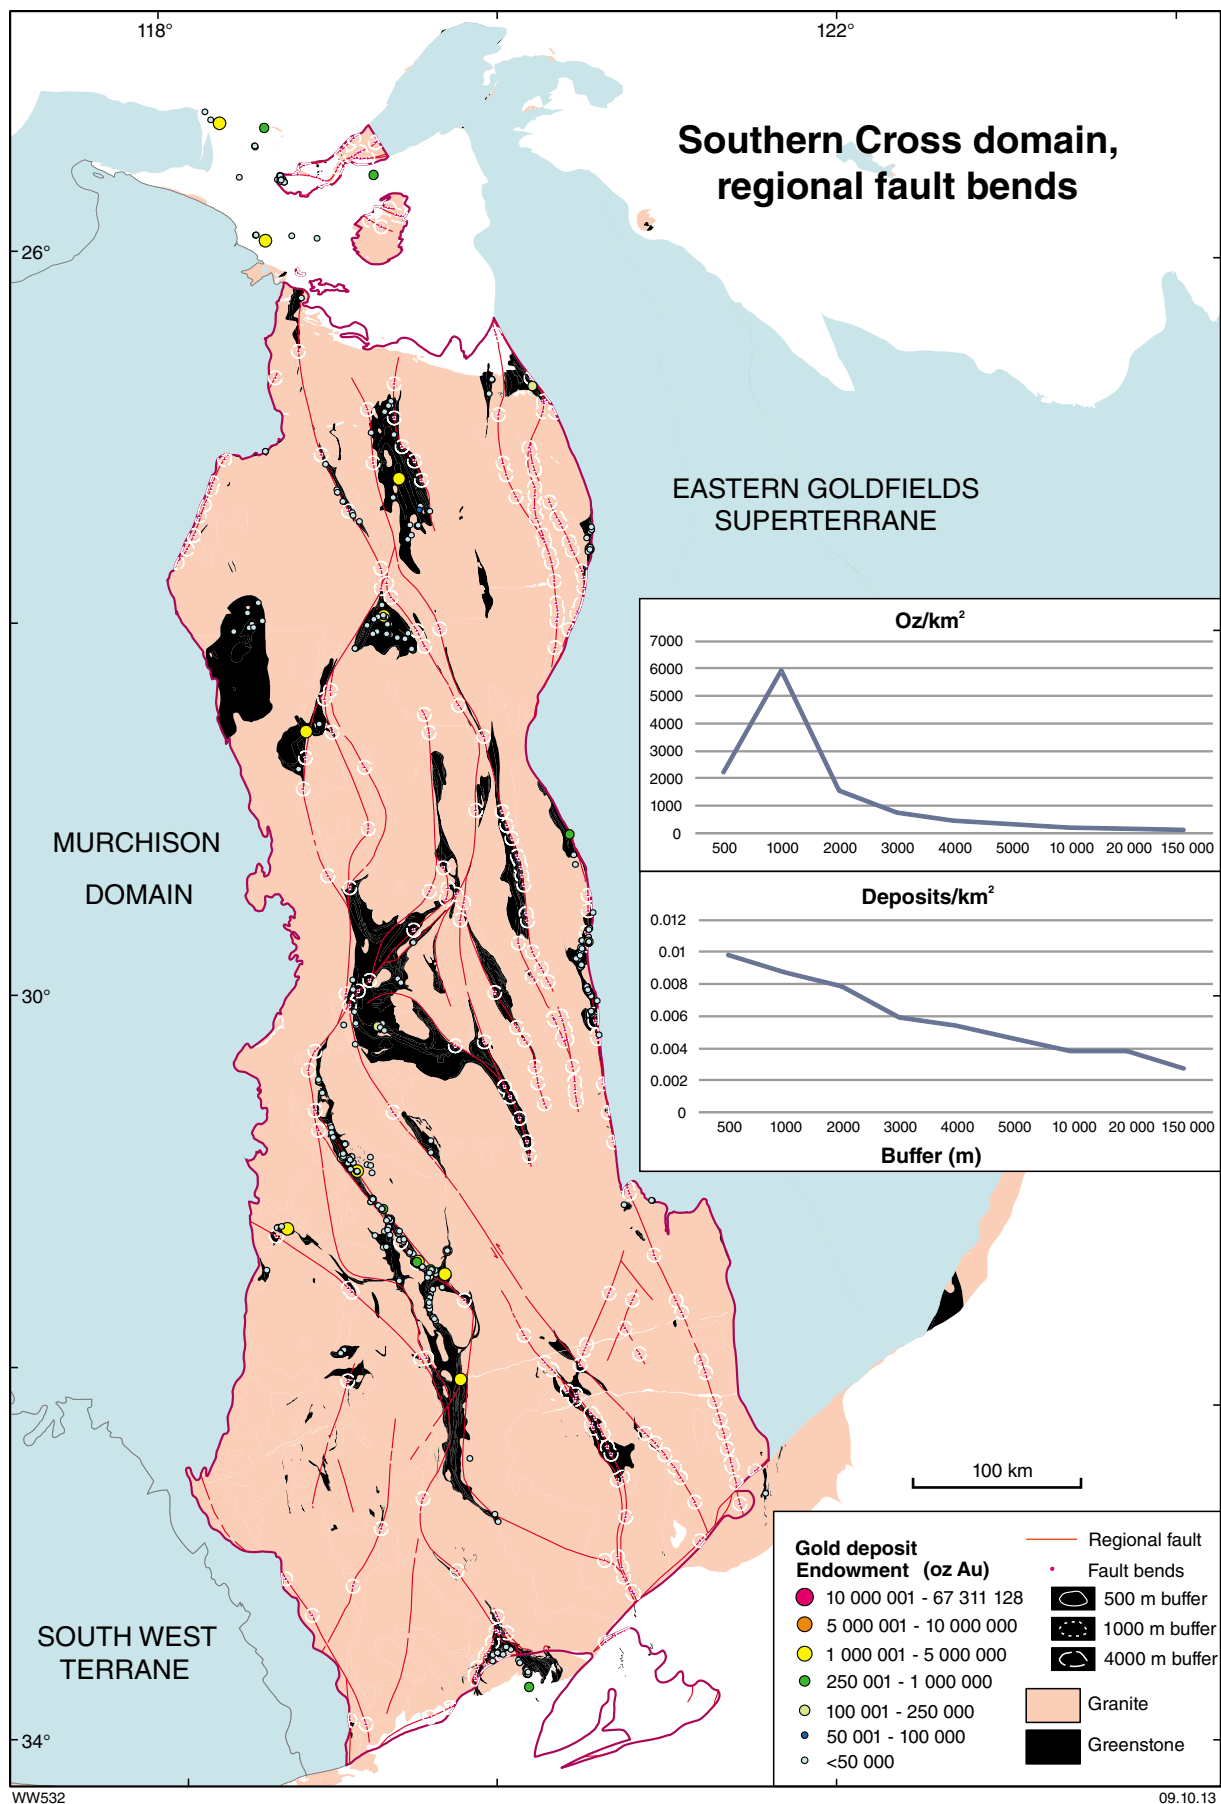 118°
122°
Southern Cross domain,
regional fault bends
26°
EASTERN GOLDFIELDS
SUPERTERRANE
Oz/km²
7000
6000
5000
4000
3000
2000
1000
0
500 1000 2000 3000 4000 5000 10 000 20 000 150 000
MURCHISON
DOMAIN
Deposits/km²
0.012
0.01
0.008
0.006
0.004
0.002
0
500 1000 2000 3000 4000 5000 10 000 20 000 150 000
Buffer (m)
30°
100 km
SOUTH WEST
TERRANE
34°
Gold deposit
Endowment (oz Au)
10 000 001 - 67 311 128
5 000 001 - 10 000 000
1 000 001 - 5 000 000
250 001 - 1 000 000
100 001 - 250 000
50 001 - 100 000
<50 000
Regional fault
Fault bends
500 m buffer
1000 m buffer
4000 m buffer
Granite
Greenstone
WW532
09.10.13